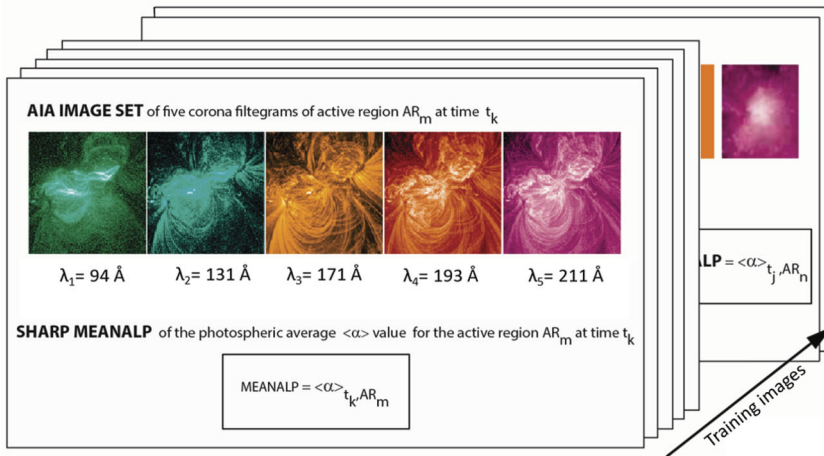 AIA IMAGE SET of five corona filtegrams of active region ARm at time tk
λ1= 94 Å
λ2= 131 Å
λ3= 171 Å
λ4= 193 Å
λ5= 211 Å
SHARP MEANALP of the photospheric average <α> value for the active region ARm at time tk
MEANALP = <α>tk,ARm
ALP = <α>tj,ARn
Training images